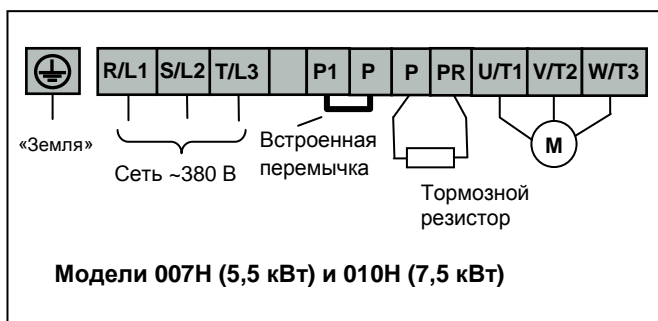 R/L1 S/L2 T/L3 P1 P P PR U/T1 V/T2 W/T3
«Земля»
Сеть ~380 В
Встроенная
перемычка
М
Тормозной
резистор
Модели 007H (5,5 кВт) и 010H (7,5 кВт)